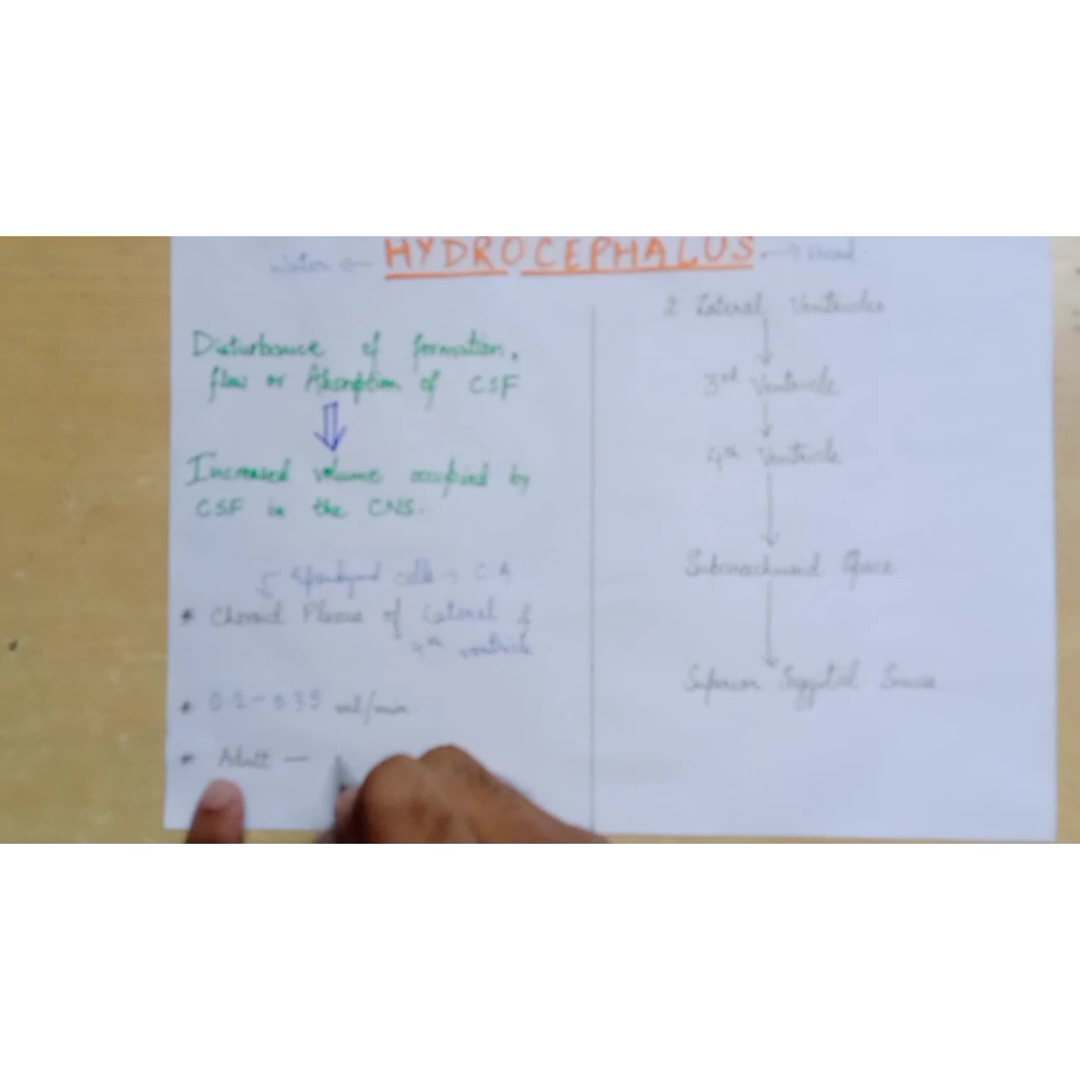 Water ← HYDROCEPHALUS → Head
Disturbance of formation,
flow or Absorption of CSF
Increased volume occupied by
CSF in the CNS.
Ependymal cells → C.A
* Choroid Plexus of Lateral &
4th ventricle
0.2-0.35 ml/min
Adult —
2 Lateral Ventricles
3rd Ventricle
4th Ventricle
Subarachnoid Space
Superior Saggital Sinus